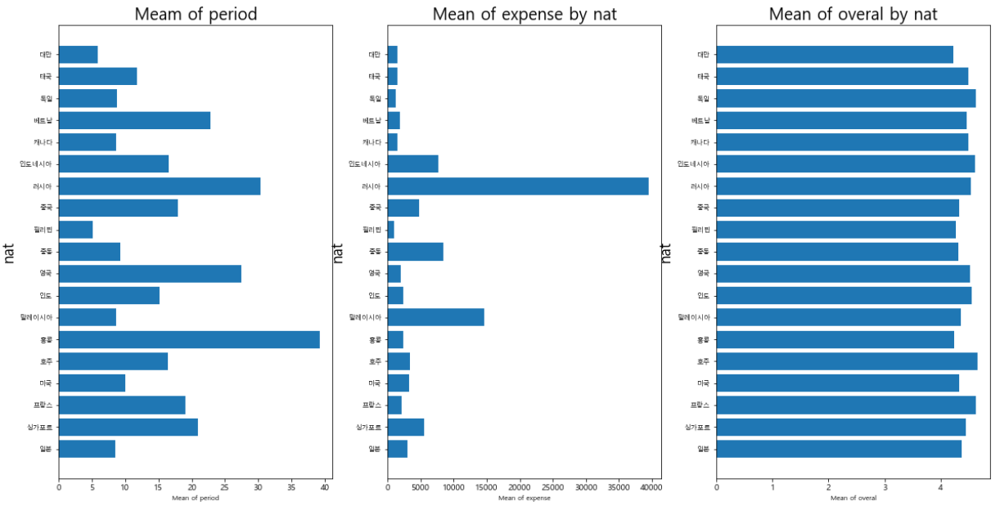 Meam of period
대만
태국
독일
베트남
캐나다
인도네시아
러시아
중국
필리핀
중동
영국
인도
말레이시아
홍콩
호주
미국
프랑스
싱가포르
일본
nat
0 5 10 15 20 25 30 35 40
Mean of period
Mean of expense by nat
대만
태국
독일
베트남
캐나다
인도네시아
러시아
중국
필리핀
중동
영국
인도
말레이시아
홍콩
호주
미국
프랑스
싱가포르
일본
nat
0 5000 10000 15000 20000 25000 30000 35000 40000
Mean of expense
Mean of overal by nat
대만
태국
독일
베트남
캐나다
인도네시아
러시아
중국
필리핀
중동
영국
인도
말레이시아
홍콩
호주
미국
프랑스
싱가포르
일본
nat
0 1 2 3 4
Mean of overal